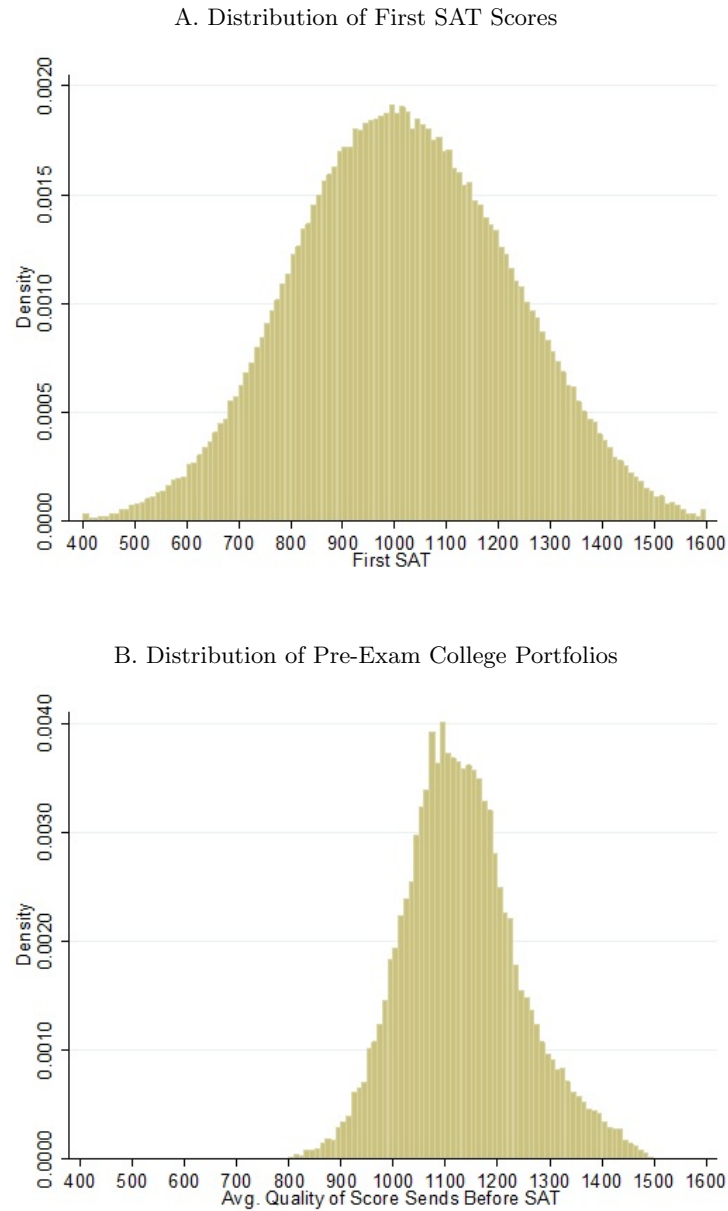 A. Distribution of First SAT Scores
0.0020
0.0015
0.0010
0.0005
0.0000
Density
400 500 600 700 800 900 1000 1100 1200 1300 1400 1500 1600
First SAT
B. Distribution of Pre-Exam College Portfolios
0.0040
0.0030
0.0020
0.0010
0.0000
Density
400 500 600 700 800 900 1000 1100 1200 1300 1400 1500 1600
Avg. Quality of Score Sends Before SAT